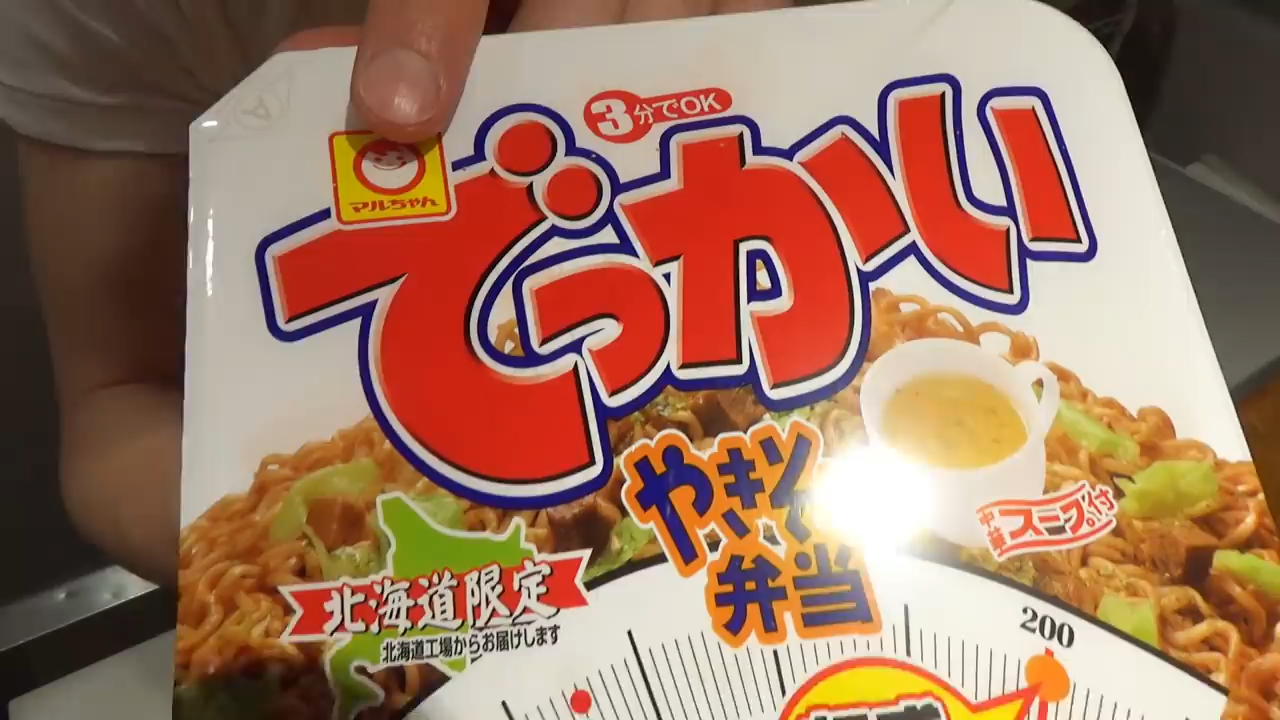 3分でOK
マルちゃん
でっかい
やきそ
弁当
中華スープ付
北海道限定
北海道工場からお届けします
200